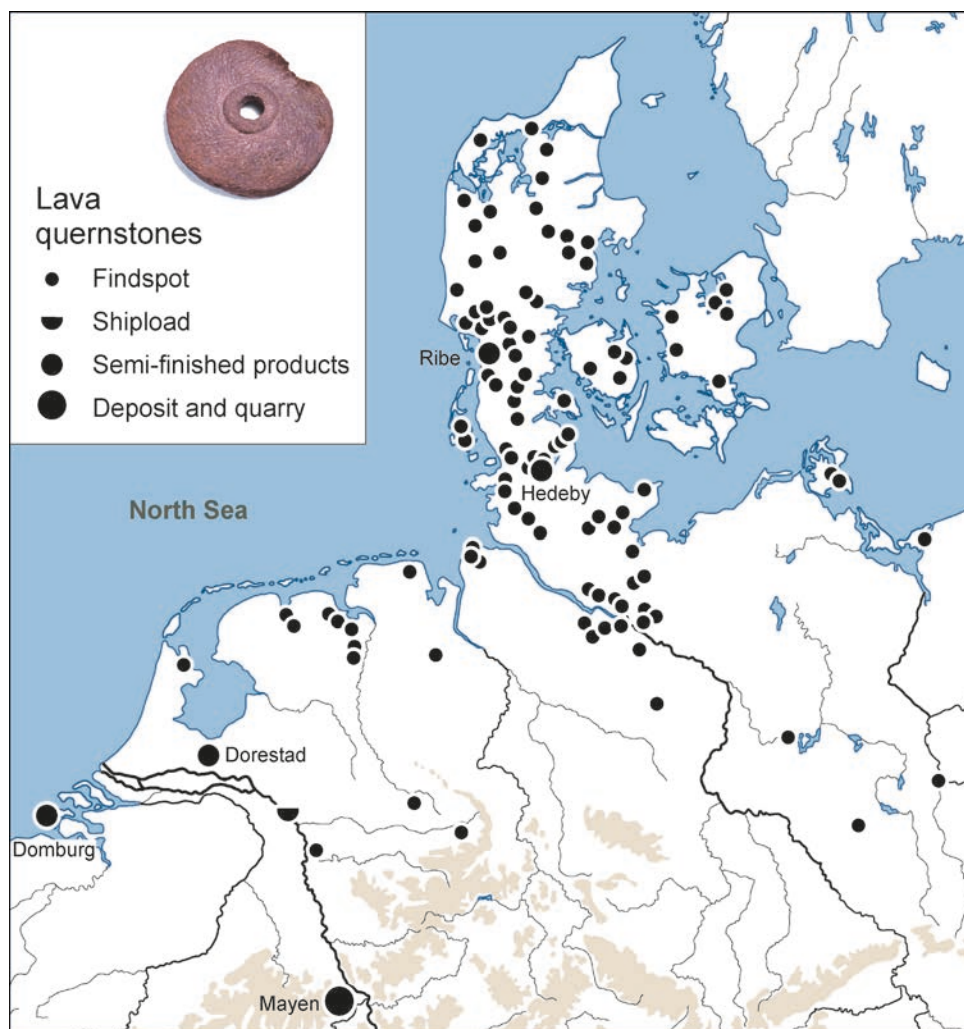 Lava
quernstones
Findspot
Shipload
Semi-finished products
Deposit and quarry
Ribe
Hedeby
North Sea
Dorestad
Domburg
Mayen